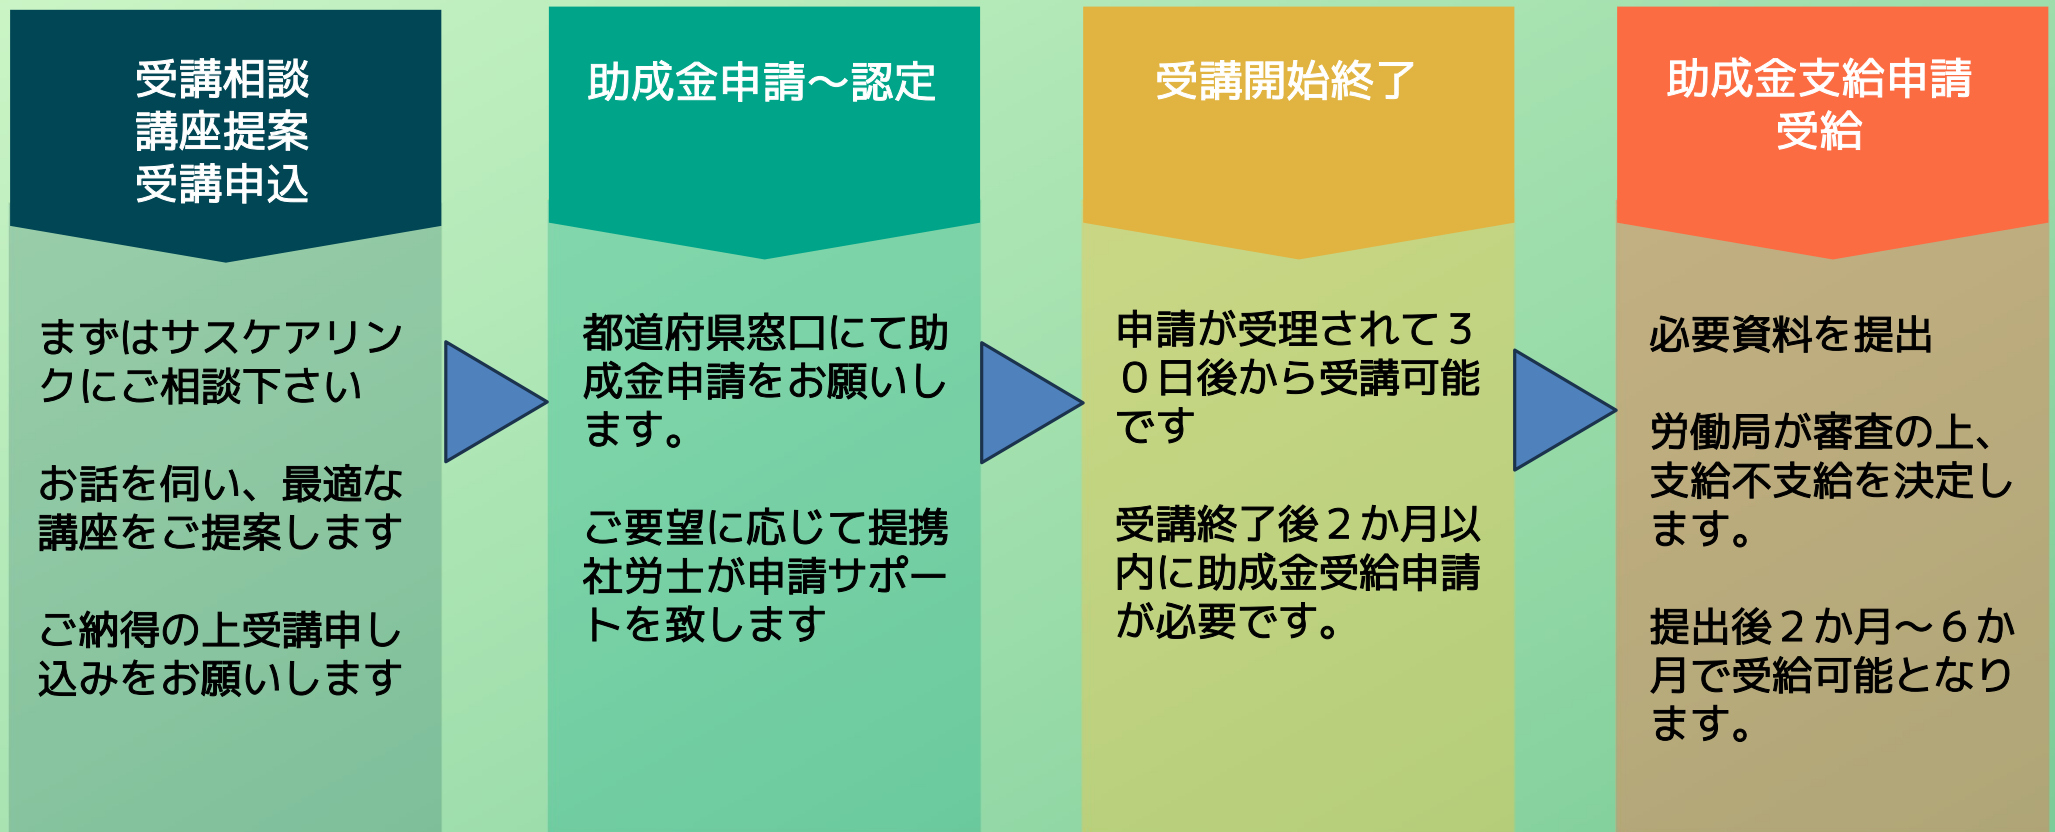 受講相談
講座提案
受講申込
まずはサスケアリン
クにご相談下さい
お話を伺い、最適な
講座をご提案します
ご納得の上受講申し
込みをお願いします
助成金申請～認定
都道府県窓口にて助
成金申請をお願いし
ます。
ご要望に応じて提携
社労士が申請サポー
トを致します
受講開始終了
申請が受理されて３
０日後から受講可能
です
受講終了後２か月以
内に助成金受給申請
が必要です。
助成金支給申請
受給
必要資料を提出
労働局が審査の上、
支給不支給を決定し
ます。
提出後２か月～６か
月で受給可能となり
ます。